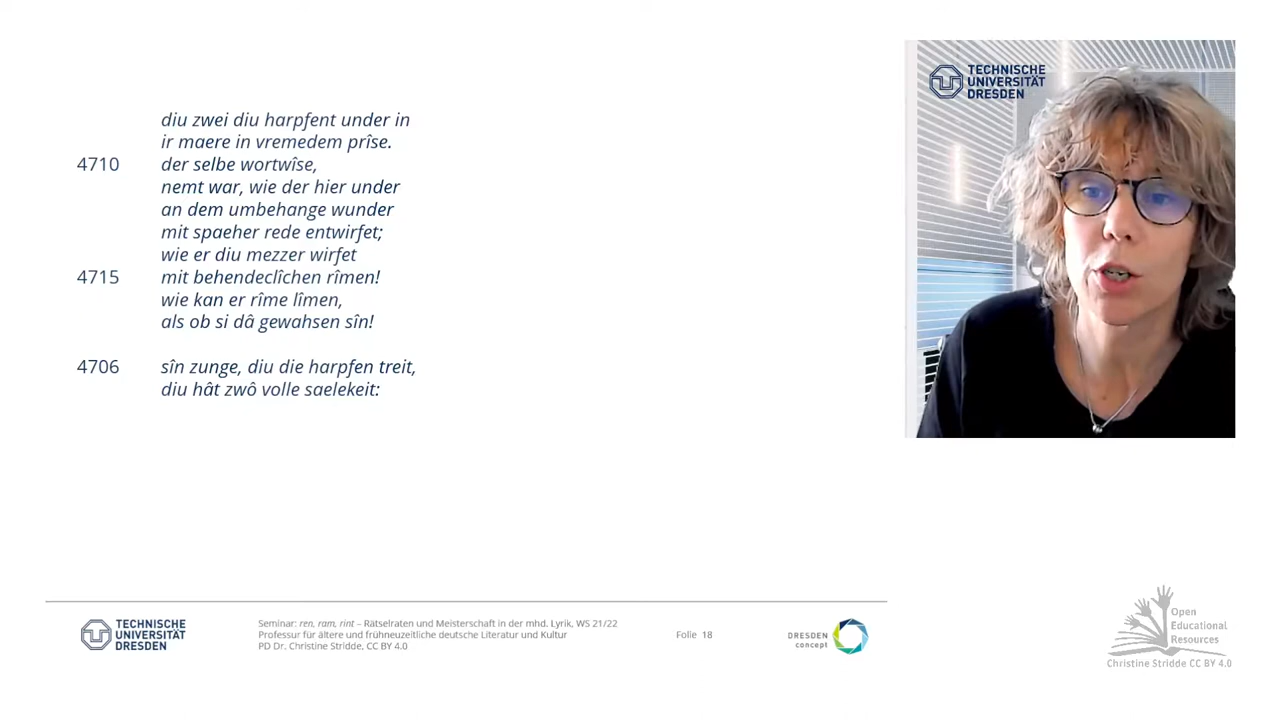 diu zwei diu harpfent under in
ir maere in vremedem prîse.
4710 der selbe wortwîse,
nemt war, wie der hier under
an dem umbehange wunder
mit spaeher rede entwirfet;
wie er diu mezzer wirfet
4715 mit behendeclîchen rîmen!
wie kan er rîme lîmen,
als ob si dâ gewahsen sîn!
4706 sîn zunge, diu die harpfen treit,
diu hât zwô volle saelekeit:
TECHNISCHE
UNIVERSITÄT
DRESDEN
TECHNISCHE
UNIVERSITÄT
DRESDEN
Seminar: ren, ram, rint – Rätselraten und Meisterschaft in der mhd. Lyrik, WS 21/22
Professur für ältere und frühneuzeitliche deutsche Literatur und Kultur
PD Dr. Christine Stridde, CC BY 4.0
Folie 18
DRESDEN
concept
Open
Educational
Resources
Christine Stridde CC BY 4.0